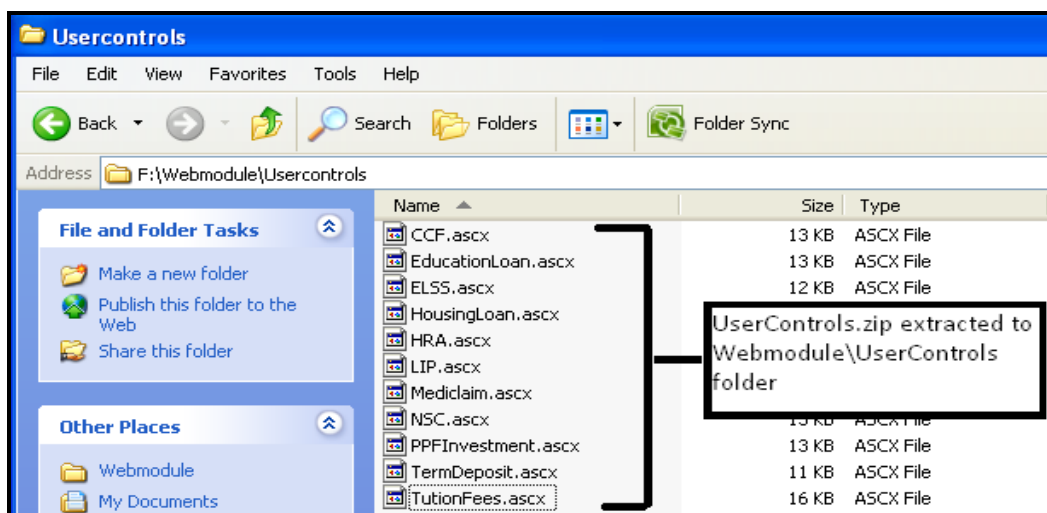 Usercontrols
File Edit View Favorites Tools Help
Back Search Folders Folder Sync
Address F:\Webmodule\Usercontrols
File and Folder Tasks
Make a new folder
Publish this folder to the
Web
Share this folder
Other Places
Webmodule
My Documents
Name Size Type
CCF.ascx 13 KB ASCX File
EducationLoan.ascx 13 KB ASCX File
ELSS.ascx 12 KB ASCX File
HousingLoan.ascx
HRA.ascx
LIP.ascx
Mediclaim.ascx
NSC.ascx 13 KB ASCX File
PPFInvestment.ascx 13 KB ASCX File
TermDeposit.ascx 11 KB ASCX File
TutionFees.ascx 16 KB ASCX File
UserControls.zip extracted to
Webmodule\UserControls
folder